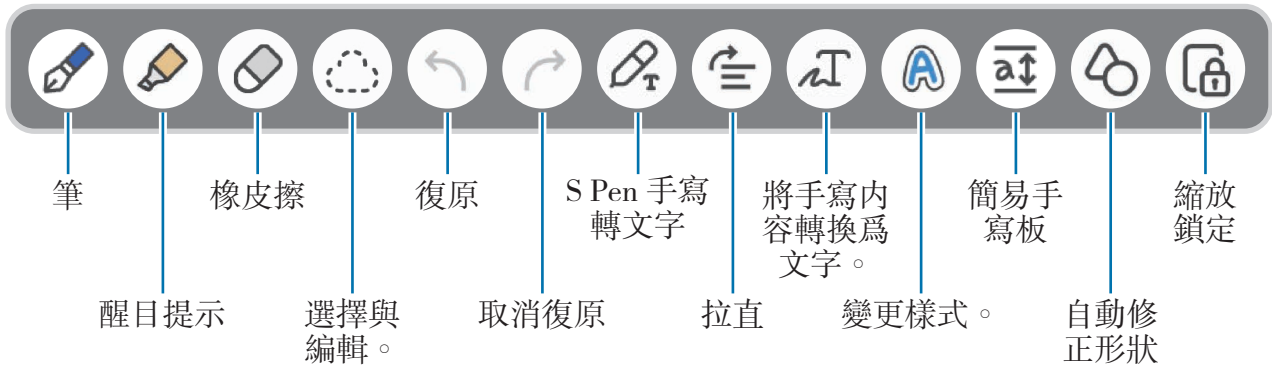 筆
橡皮擦
復原
S Pen 手寫
轉文字
將手寫內
容轉換爲
文字。
簡易手
寫板
縮放
鎖定
醒目提示
選擇與
編輯。
取消復原
拉直
變更樣式。
自動修
正形狀